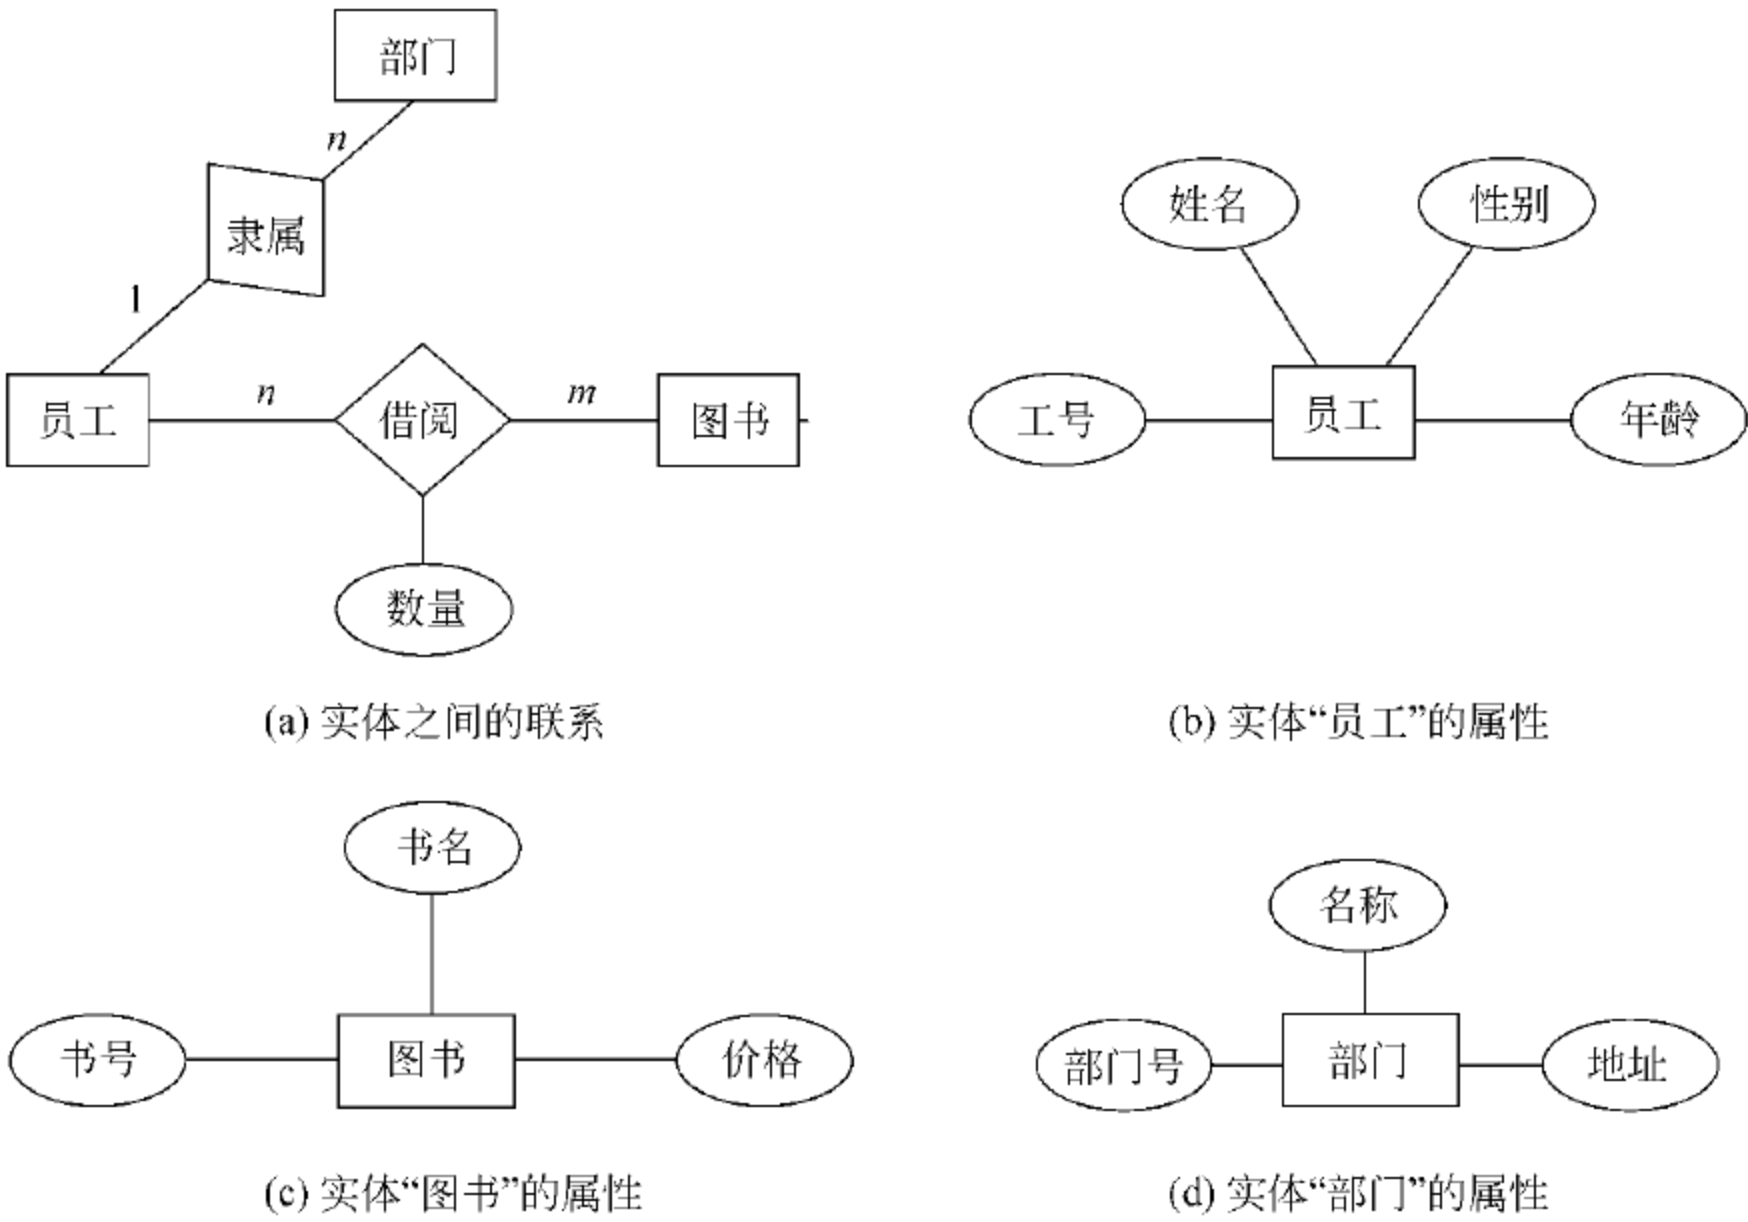 部门
n
隶属
1
员工
n
借阅
m
图书
数量
(a) 实体之间的联系
姓名
性别
工号
员工
年龄
(b) 实体“员工”的属性
书名
书号
图书
价格
(c) 实体“图书”的属性
名称
部门号
部门
地址
(d) 实体“部门”的属性